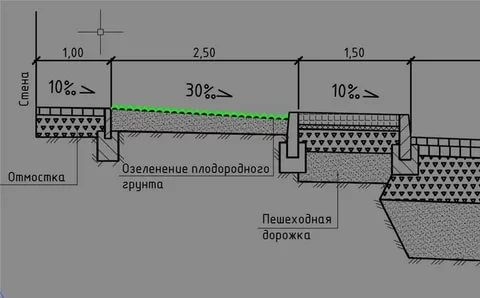 1,00
2,50
1,50
10‰
30‰
10‰
Стена
Отмостка
Озеленение плодородного
грунта
Пешеходная
дорожка